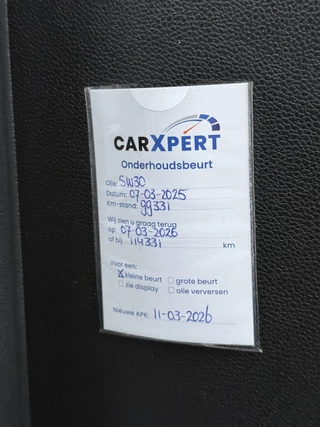 CARXPERT
Onderhoudsbeurt
Olie: 5W30
Datum: 07-03-2025
Km-stand: 99331
Wij zien u graag terug
op 07-03-2026
of bij 114331 km
Voor een:
kleine beurt grote beurt
zie display olie verversen
Nieuwe APK: 11-03-2026